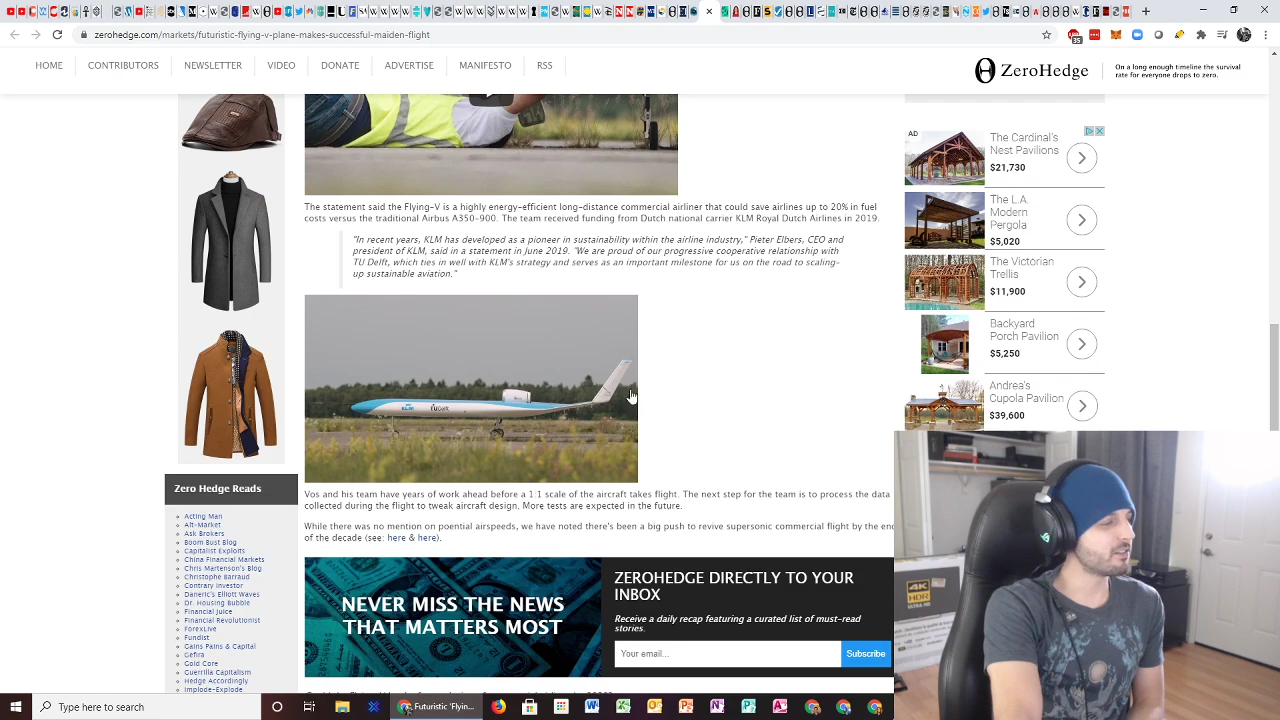 zerohedge.com/markets/futuristic-flying-v-plane-makes-successful-maiden-flight
35
HOME
CONTRIBUTORS
NEWSLETTER
VIDEO
DONATE
ADVERTISE
MANIFESTO
RSS
ZeroHedge
On a long enough timeline the survival
rate for everyone drops to zero.
The statement said the Flying-V is a highly energy-efficient long-distance commercial airliner that could save airlines up to 20% in fuel
costs versus the traditional Airbus A350-900. The team received funding from Dutch national carrier KLM Royal Dutch Airlines in 2019.
"In recent years, KLM has developed as a pioneer in sustainability within the airline industry," Pieter Elbers, CEO and
president of KLM, said in a statement in June 2019. "We are proud of our progressive cooperative relationship with
TU Delft, which ties in well with KLM's strategy and serves as an important milestone for us on the road to scaling-
up sustainable aviation."
KLM
TUDelft
Vos and his team have years of work ahead before a 1:1 scale of the aircraft takes flight. The next step for the team is to process the data
collected during the flight to tweak aircraft design. More tests are expected in the future.
While there was no mention on poential airspeeds, we have noted there's been a big push to revive supersonic commercial flight by the end
of the decade (see: here & here).
NEVER MISS THE NEWS
THAT MATTERS MOST
ZEROHEDGE DIRECTLY TO YOUR
INBOX
Receive a daily recap featuring a curated list of must-read
stories.
Your email...
Subscribe
AD
The Cardinal's
Nest Pavilions
$21,730
The L.A.
Modern
Pergola
$5,020
The Victorian
Trellis
$11,900
Backyard
Porch Pavilion
$5,250
Andrea's
Cupola Pavilion
$39,600
Zero Hedge Reads
Acting Man
Alt-Market
Ask Brokers
Boom Bust Blog
Capitalist Exploits
China Financial Markets
Chris Martenson's Blog
Christophe Barraud
Contrary Investor
Daneric's Elliott Waves
Dr. Housing Bubble
Financial Juice
Financial Revolutionist
ForexLive
Fundist
Gains Pains & Capital
Gefira
Gold Core
Guerrilla Capitalism
Hedge Accordingly
Implode-Explode
4K
HDR
Type here to search
Futuristic 'Flyin...